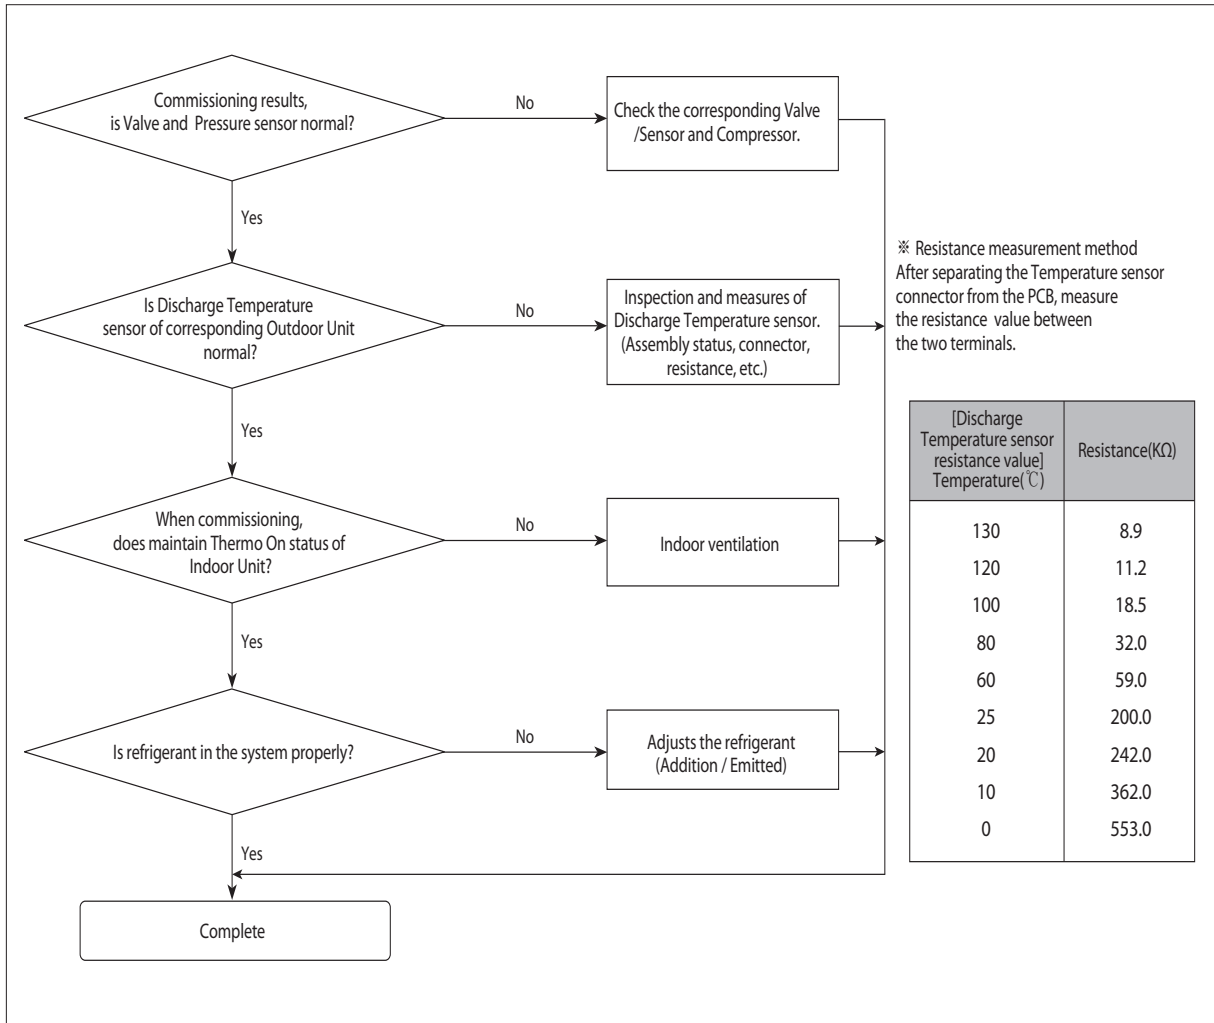 Commissioning results,
is Valve and Pressure sensor normal?
No
Check the corresponding Valve
/Sensor and Compressor.
Yes
※ Resistance measurement method
After separating the Temperature sensor
connector from the PCB, measure
the resistance value between
the two terminals.
Is Discharge Temperature
sensor of corresponding Outdoor Unit
normal?
No
Inspection and measures of
Discharge Temperature sensor.
(Assembly status, connector,
resistance, etc.)
Yes
When commissioning,
does maintain Thermo On status of
Indoor Unit?
No
Indoor ventilation
Yes
Is refrigerant in the system properly?
No
Adjusts the refrigerant
(Addition / Emitted)
Yes
Complete
[Discharge
Temperature sensor
resistance value]
Temperature(℃)
Resistance(KΩ)
130 8.9
120 11.2
100 18.5
80 32.0
60 59.0
25 200.0
20 242.0
10 362.0
0 553.0